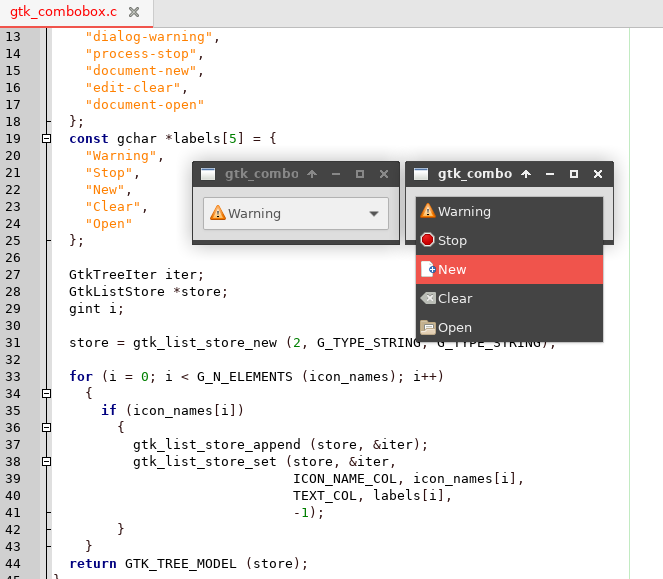 gtk_combobox.c
13 "dialog-warning",
14 "process-stop",
15 "document-new",
16 "edit-clear",
17 "document-open"
18 };
19 const gchar *labels[5] = {
20 "Warning",
21 "Stop",
22 "New",
23 "Clear",
24 "Open"
25 };
26
27 GtkTreeIter iter;
28 GtkListStore *store;
29 gint i;
30
31 store = gtk_list_store_new (2, G_TYPE_STRING, G_TYPE_STRING);
32
33 for (i = 0; i < G_N_ELEMENTS (icon_names); i++)
34 {
35 if (icon_names[i])
36 {
37 gtk_list_store_append (store, &iter);
38 gtk_list_store_set (store, &iter,
39 ICON_NAME_COL, icon_names[i],
40 TEXT_COL, labels[i],
41 -1);
42 }
43 }
44 return GTK_TREE_MODEL (store);
45 }
gtk_combo
Warning
gtk_combo
Warning
Stop
New
Clear
Open